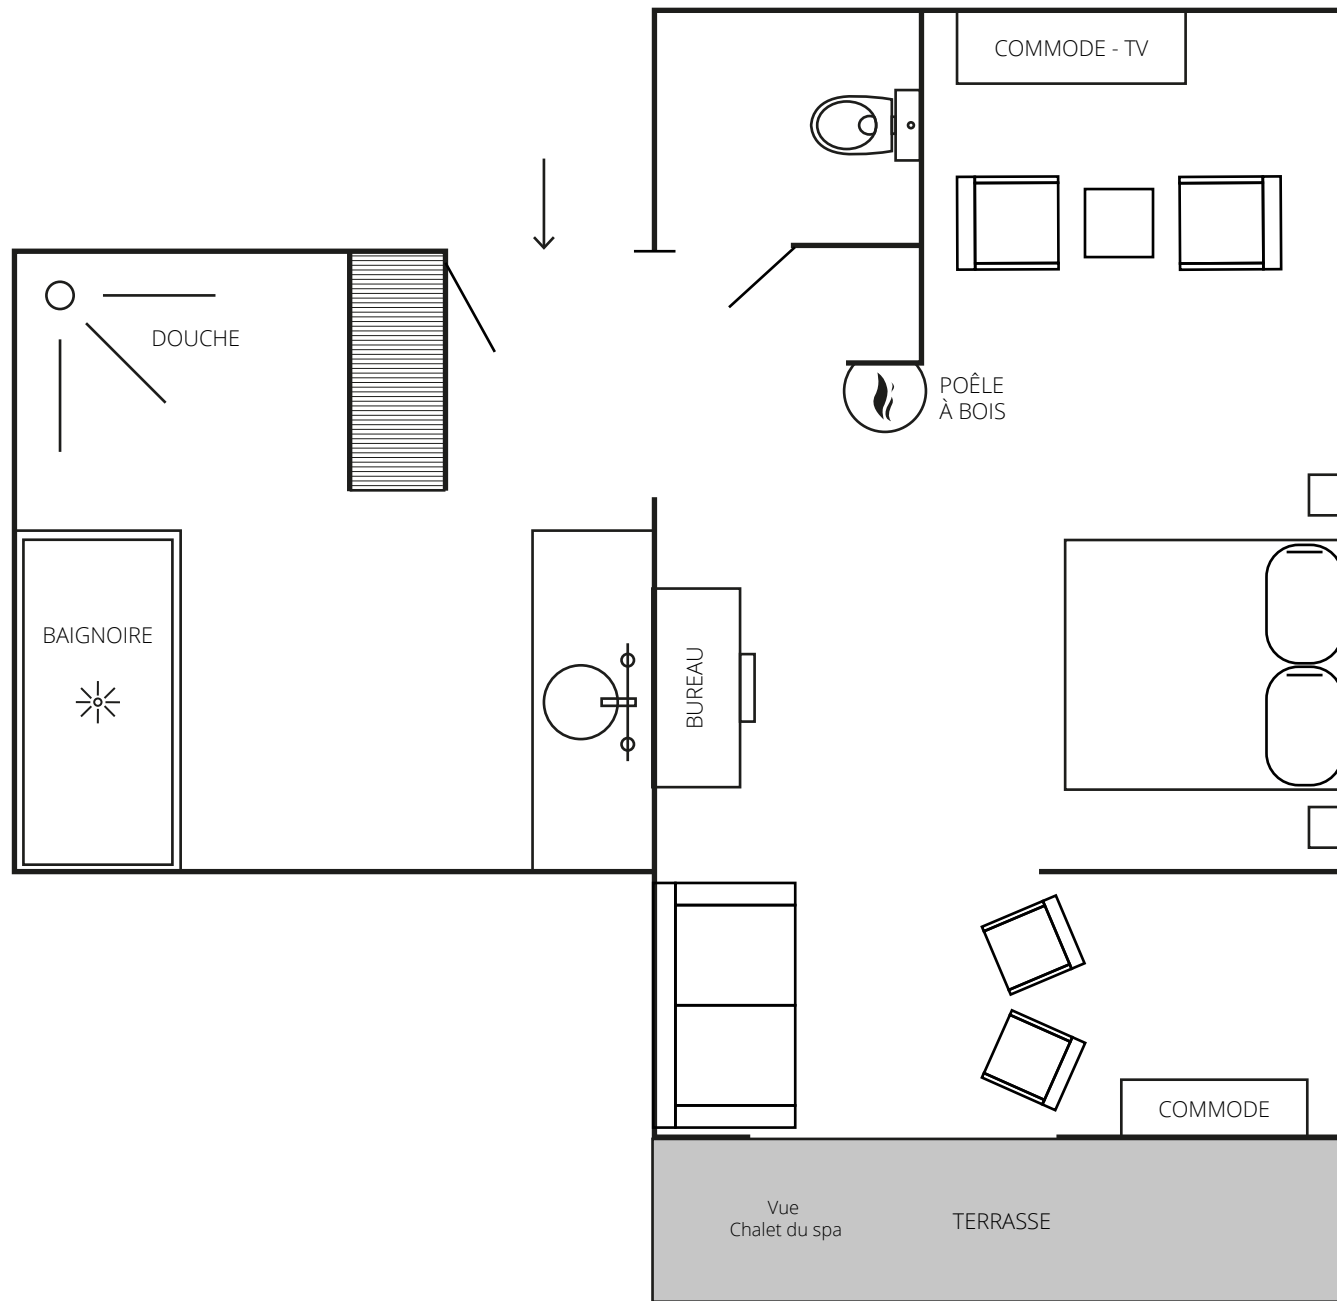 COMMODE - TV
DOUCHE
POÊLE
À BOIS
BAIGNOIRE
BUREAU
COMMODE
Vue
Chalet du spa
TERRASSE